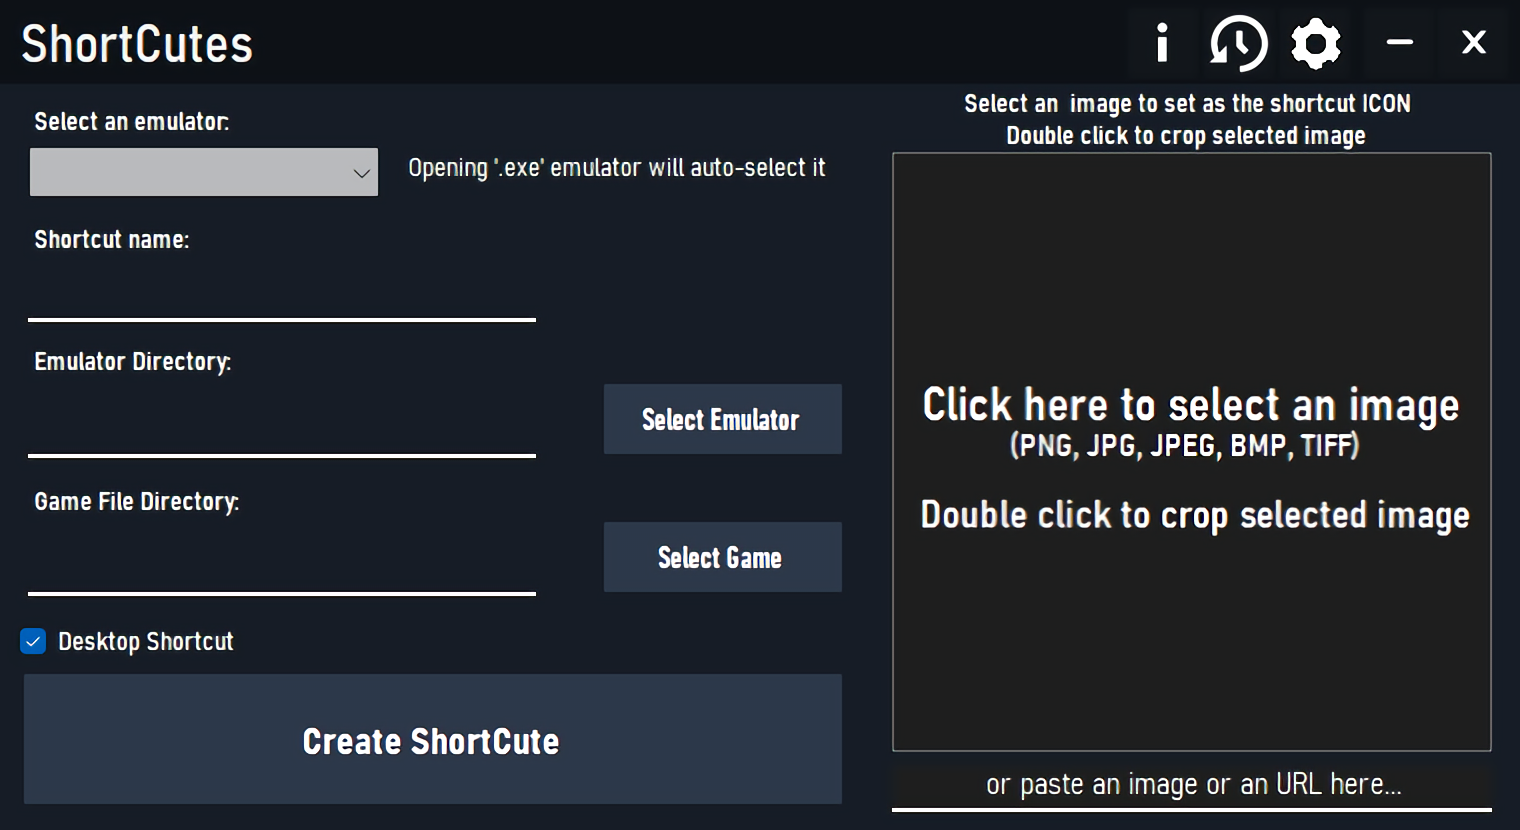 ShortCutes
Select an emulator:
Opening '.exe' emulator will auto-select it
Shortcut name:
Emulator Directory:
Select Emulator
Game File Directory:
Select Game
Desktop Shortcut
Create ShortCute
Select an image to set as the shortcut ICON
Double click to crop selected image
Click here to select an image
(PNG, JPG, JPEG, BMP, TIFF)
Double click to crop selected image
or paste an image or an URL here...